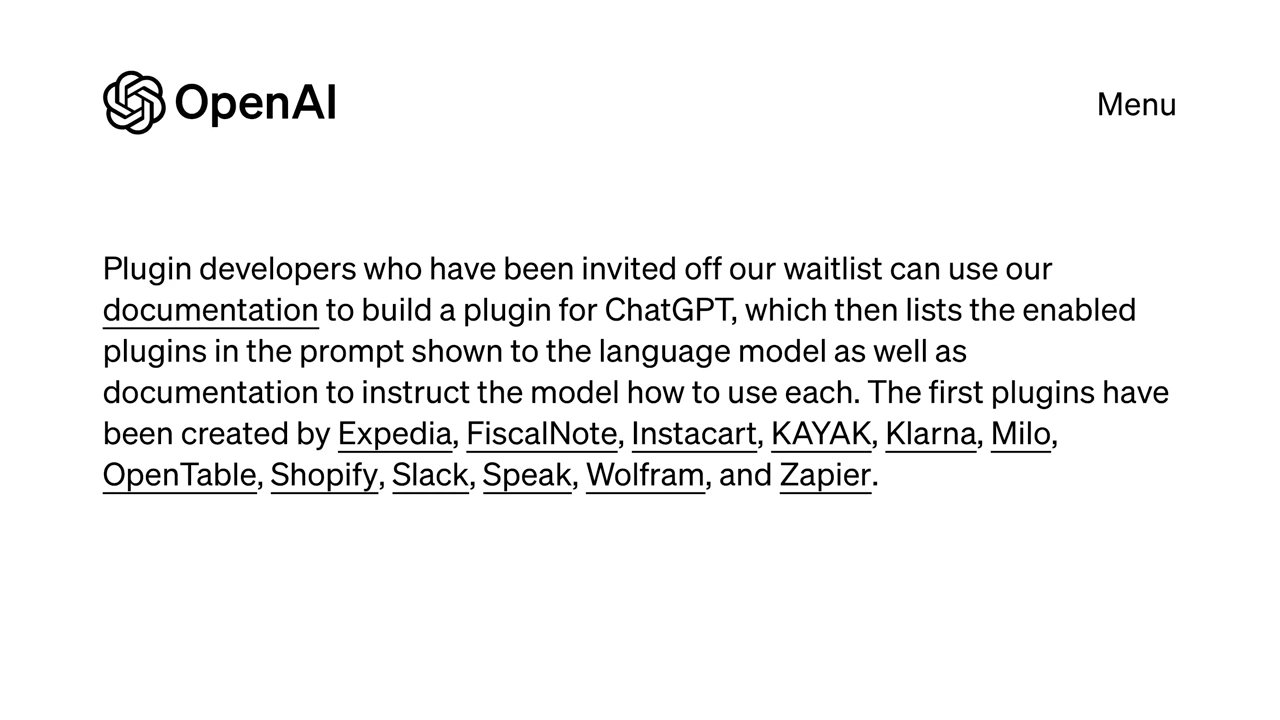 OpenAI
Menu
Plugin developers who have been invited off our waitlist can use our
documentation to build a plugin for ChatGPT, which then lists the enabled
plugins in the prompt shown to the language model as well as
documentation to instruct the model how to use each. The first plugins have
been created by Expedia, FiscalNote, Instacart, KAYAK, Klarna, Milo,
OpenTable, Shopify, Slack, Speak, Wolfram, and Zapier.